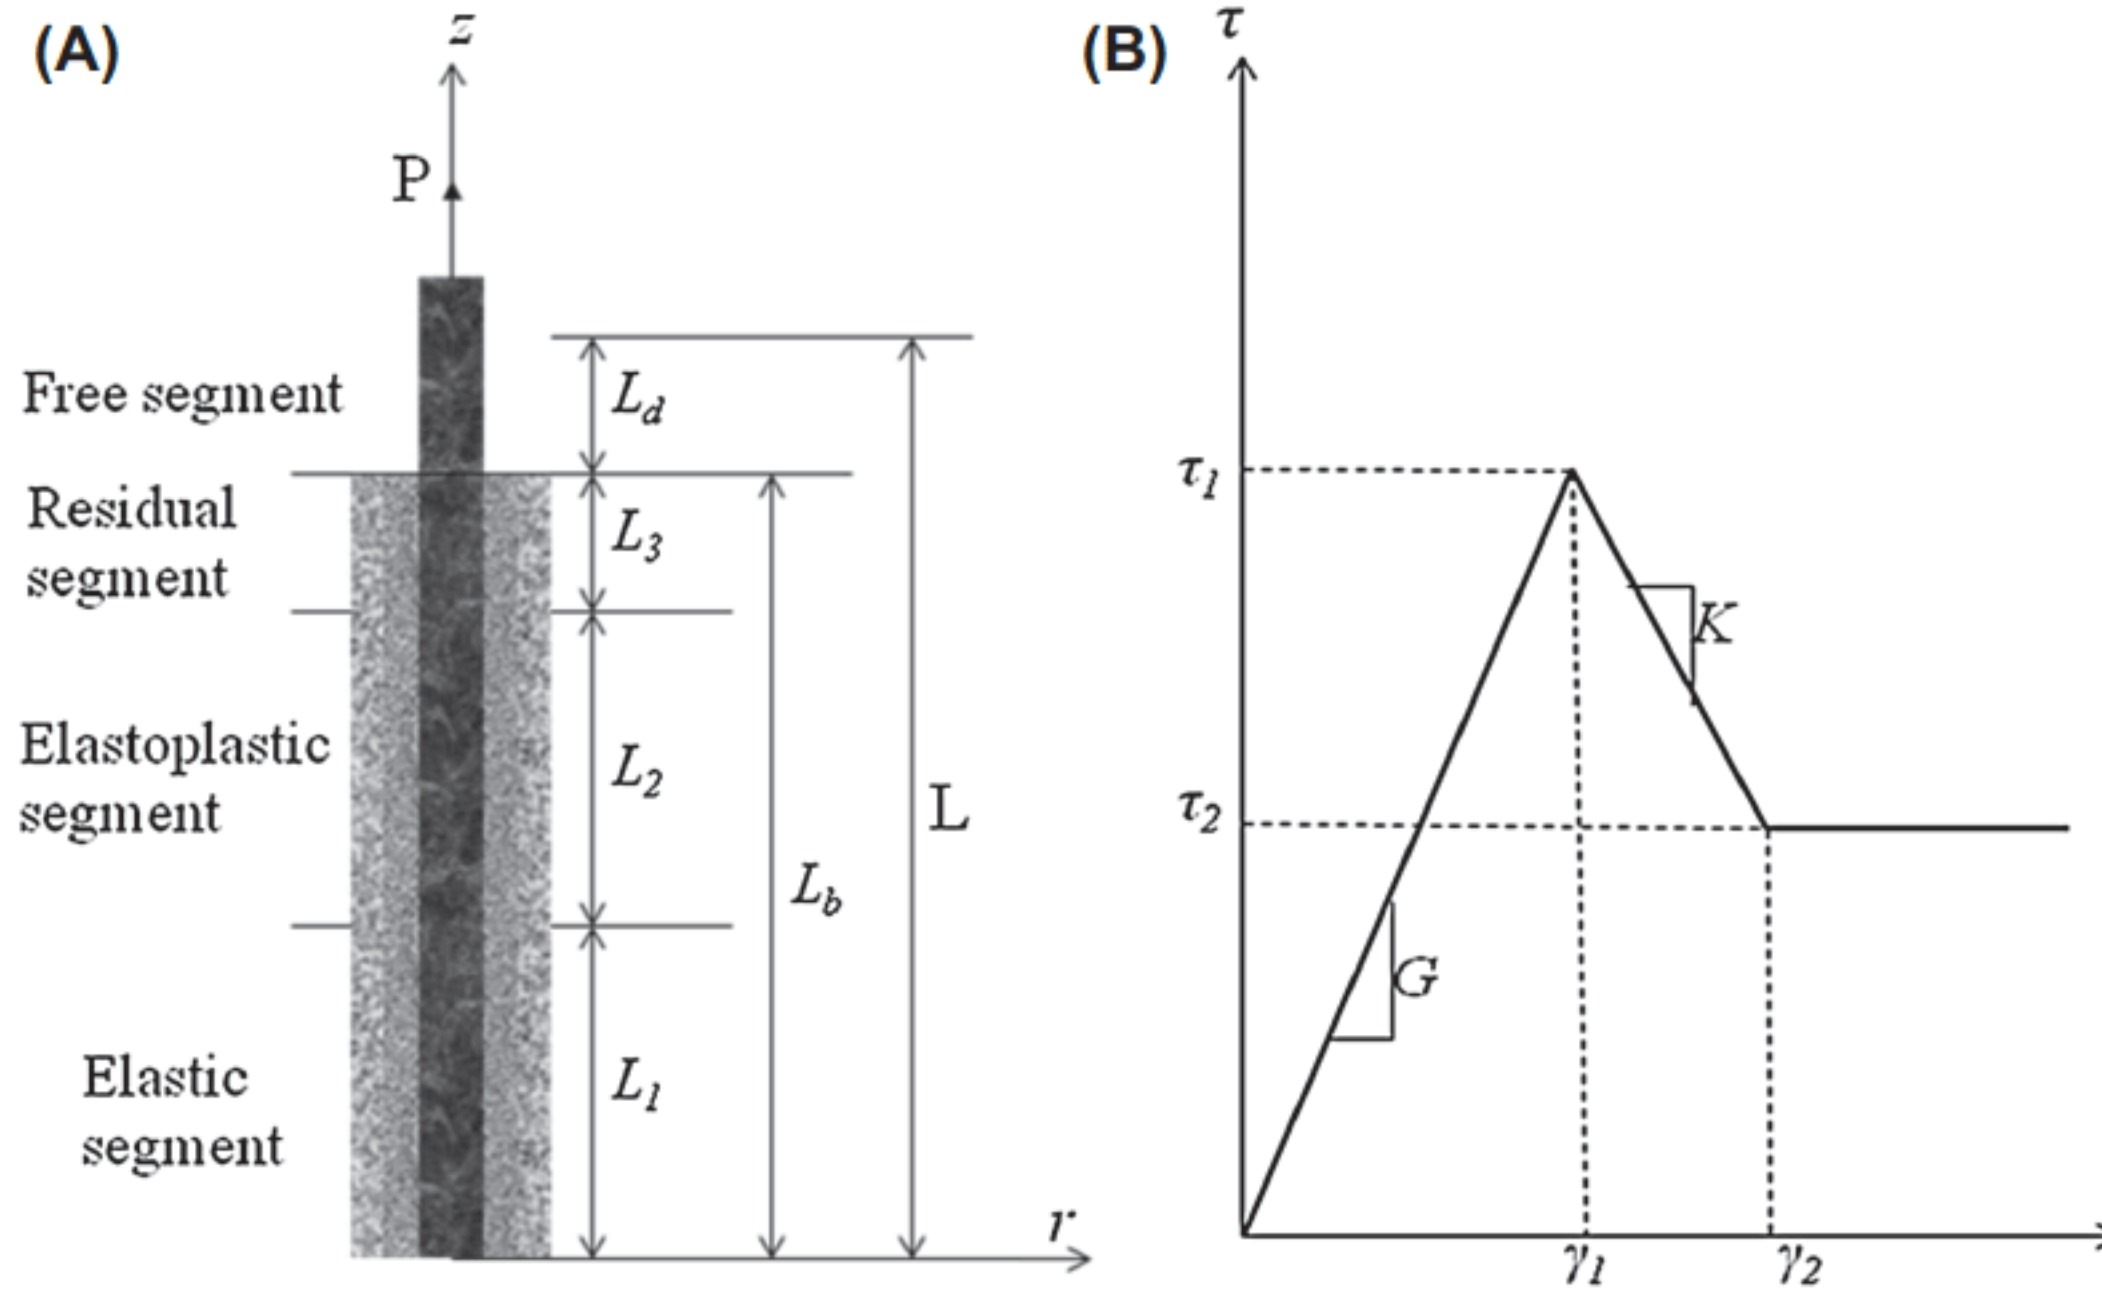 (A)
z
P
Free segment
L_d
Residual
segment
L_3
Elastoplastic
segment
L_2
L
L_b
Elastic
segment
L_1
r
(B)
τ
τ_1
K
τ_2
G
γ_1
γ_2